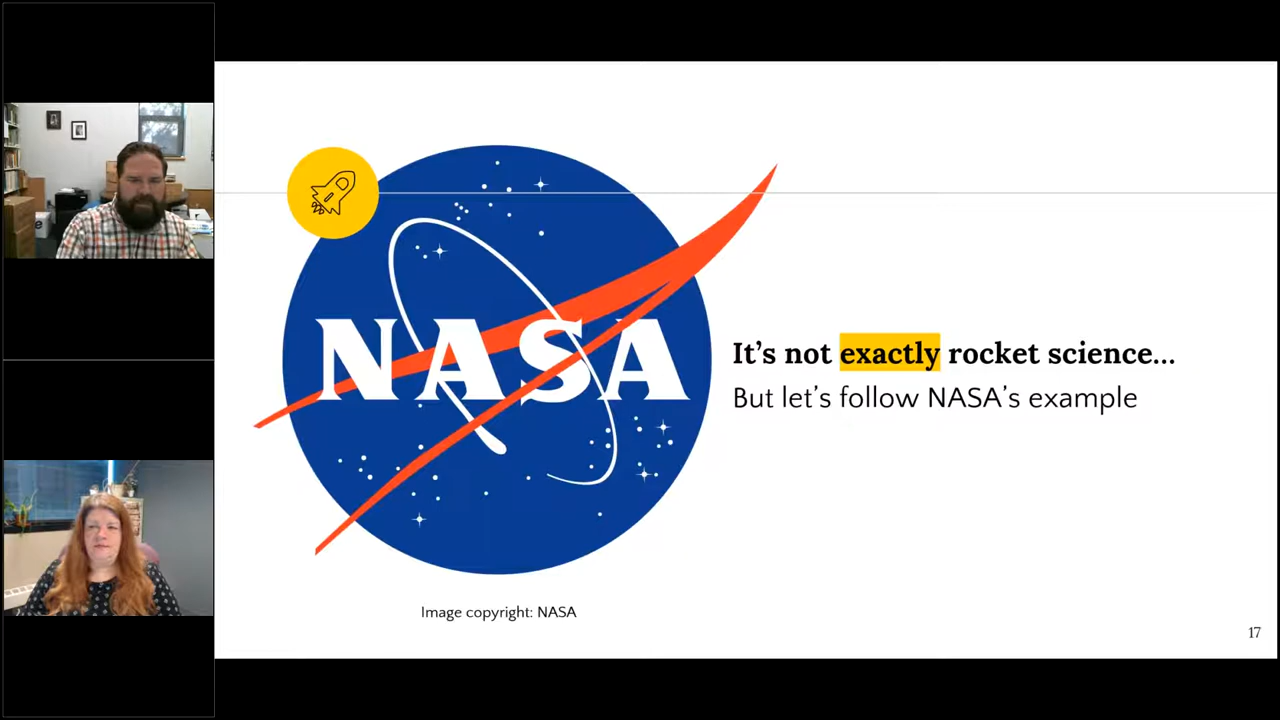 NASA
It’s not exactly rocket science...
But let’s follow NASA’s example
Image copyright: NASA
17